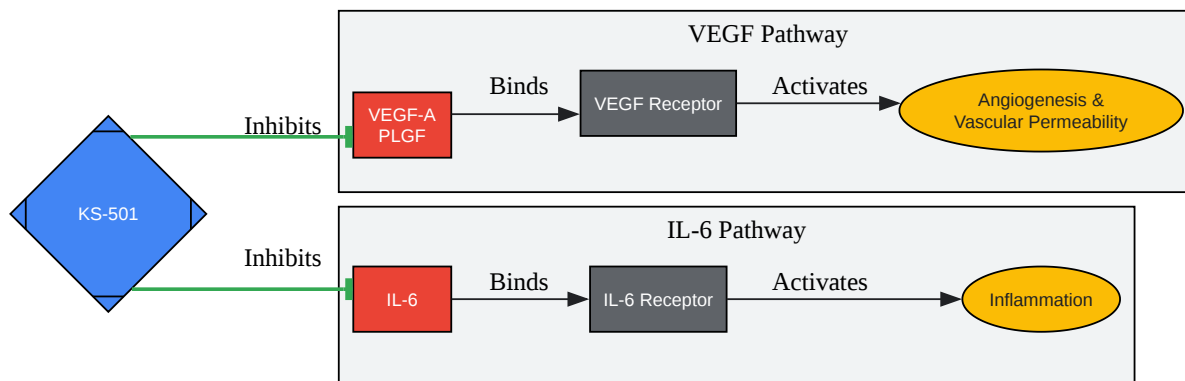 VEGF Pathway
Inhibits
VEGF-A
PLGF
Binds
VEGF Receptor
Activates
Angiogenesis &
Vascular Permeability
KS-501
IL-6 Pathway
Inhibits
IL-6
Binds
IL-6 Receptor
Activates
Inflammation